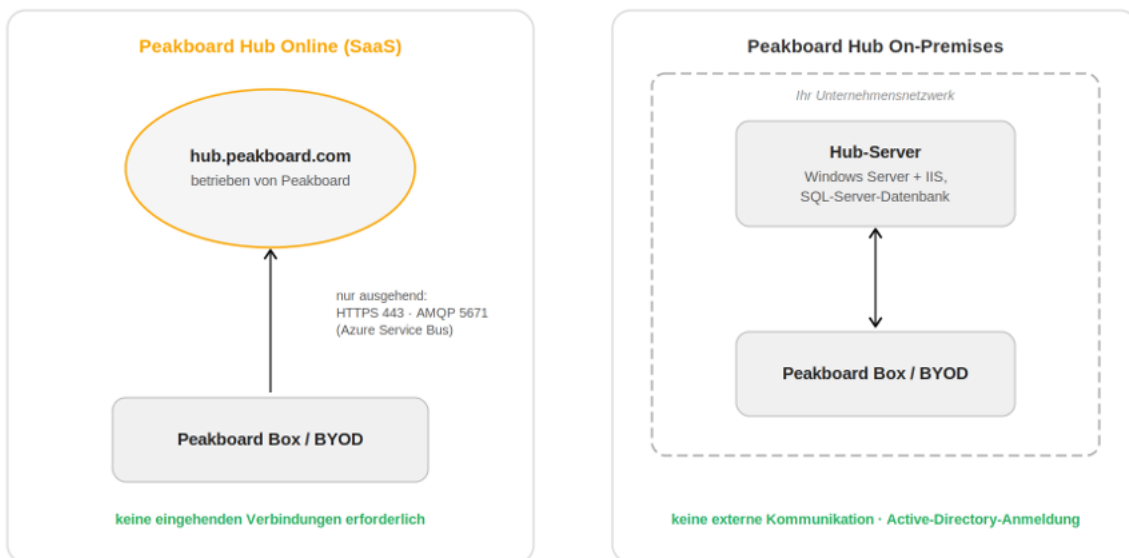 Peakboard Hub Online (SaaS)
hub.peakboard.com
betrieben von Peakboard
nur ausgehend:
HTTPS 443 · AMQP 5671
(Azure Service Bus)
Peakboard Box / BYOD
keine eingehenden Verbindungen erforderlich
Peakboard Hub On-Premises
Ihr Unternehmensnetzwerk
Hub-Server
Windows Server + IIS,
SQL-Server-Datenbank
Peakboard Box / BYOD
keine externe Kommunikation · Active-Directory-Anmeldung